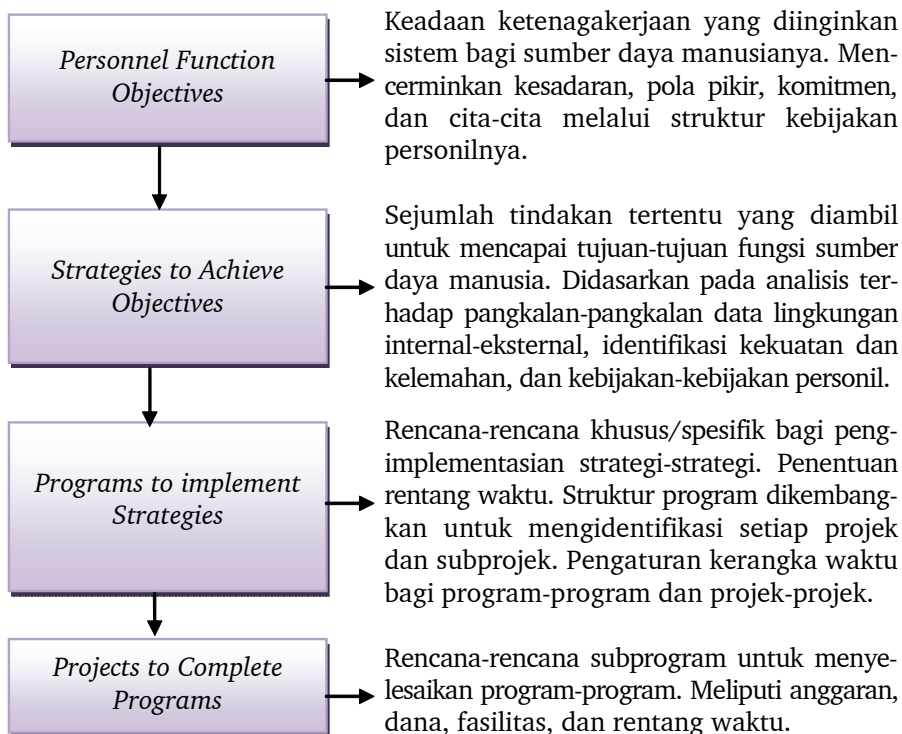 Personnel Function
Objectives
Keadaan ketenagakerjaan yang diinginkan
sistem bagi sumber daya manusianya. Men-
cerminkan kesadaran, pola pikir, komitmen,
dan cita-cita melalui struktur kebijakan
personilnya.
Strategies to Achieve
Objectives
Sejumlah tindakan tertentu yang diambil
untuk mencapai tujuan-tujuan fungsi sumber
daya manusia. Didasarkan pada analisis ter-
hadap pangkalan-pangkalan data lingkungan
internal-eksternal, identifikasi kekuatan dan
kelemahan, dan kebijakan-kebijakan personil.
Programs to implement
Strategies
Rencana-rencana khusus/spesifik bagi peng-
implementasian strategi-strategi. Penentuan
rentang waktu. Struktur program dikembang-
kan untuk mengidentifikasi setiap projek
dan subprojek. Pengaturan kerangka waktu
bagi program-program dan projek-projek.
Projects to Complete
Programs
Rencana-rencana subprogram untuk menye-
lesaikan program-program. Meliputi anggaran,
dana, fasilitas, dan rentang waktu.